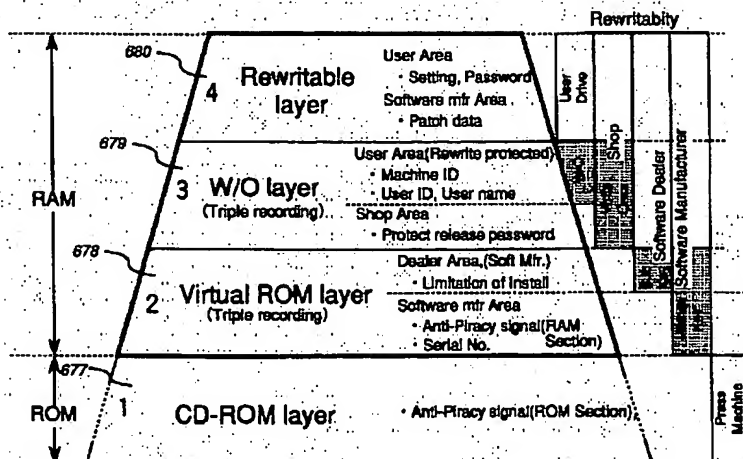 Rewritabity
680
4
Rewritable
layer
User Area
· Setting, Password
Software mfr Area
· Patch data
User
Drive
679
3
W/O layer
(Triple recording)
User Area(Rewrite protected)
· Machine ID
· User ID, User name
Shop Area
· Protect release password
Shop
RAM
678
2
Virtual ROM layer
(Triple recording)
Dealer Area,(Soft Mfr.)
· Limitation of Install
Software mfr Area
· Anti-Piracy signal(RAM
Section)
· Serial No.
Software Dealer
Software Manufacturer
677
ROM
1
CD-ROM layer
· Anti-Piracy signal(ROM Section)
Press
Machine